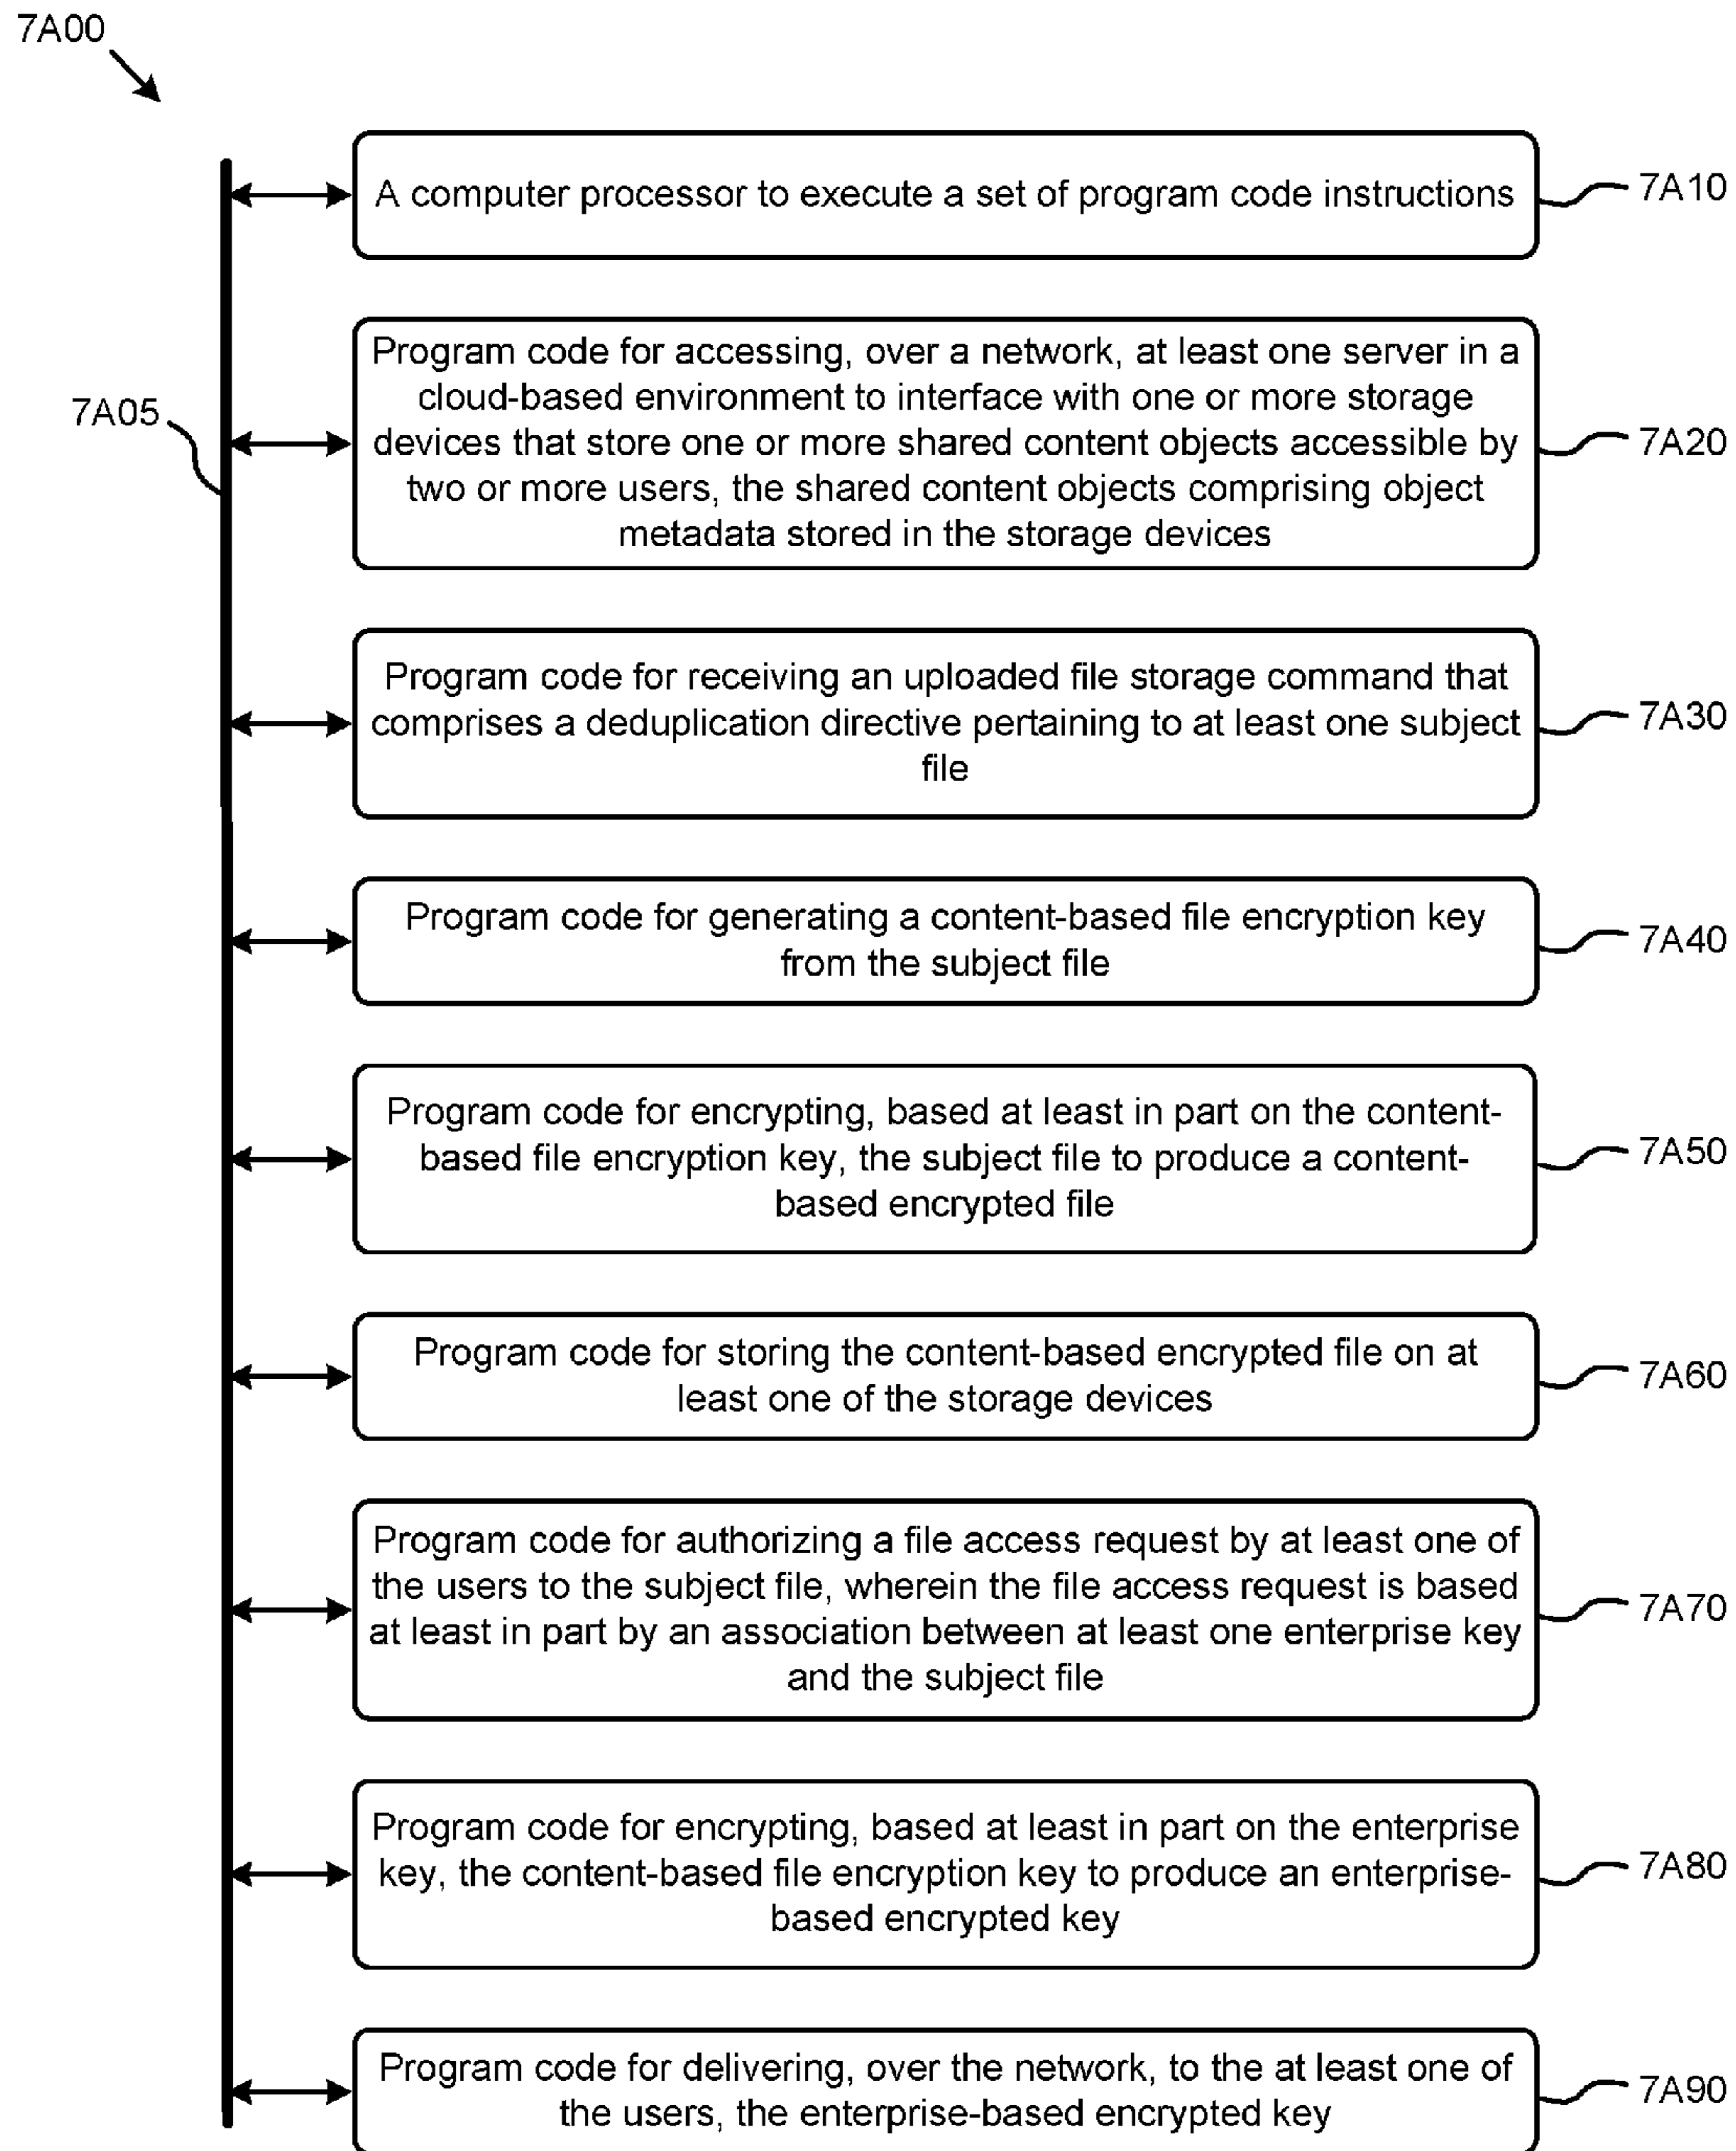 7A00
A computer processor to execute a set of program code instructions
7A10
Program code for accessing, over a network, at least one server in a
cloud-based environment to interface with one or more storage
devices that store one or more shared content objects accessible by
two or more users, the shared content objects comprising object
metadata stored in the storage devices
7A05
7A20
Program code for receiving an uploaded file storage command that
comprises a deduplication directive pertaining to at least one subject
file
7A30
Program code for generating a content-based file encryption key
from the subject file
7A40
Program code for encrypting, based at least in part on the content-
based file encryption key, the subject file to produce a content-
based encrypted file
7A50
Program code for storing the content-based encrypted file on at
least one of the storage devices
7A60
Program code for authorizing a file access request by at least one of
the users to the subject file, wherein the file access request is based
at least in part by an association between at least one enterprise key
and the subject file
7A70
Program code for encrypting, based at least in part on the enterprise
key, the content-based file encryption key to produce an enterprise-
based encrypted key
7A80
Program code for delivering, over the network, to the at least one of
the users, the enterprise-based encrypted key
7A90